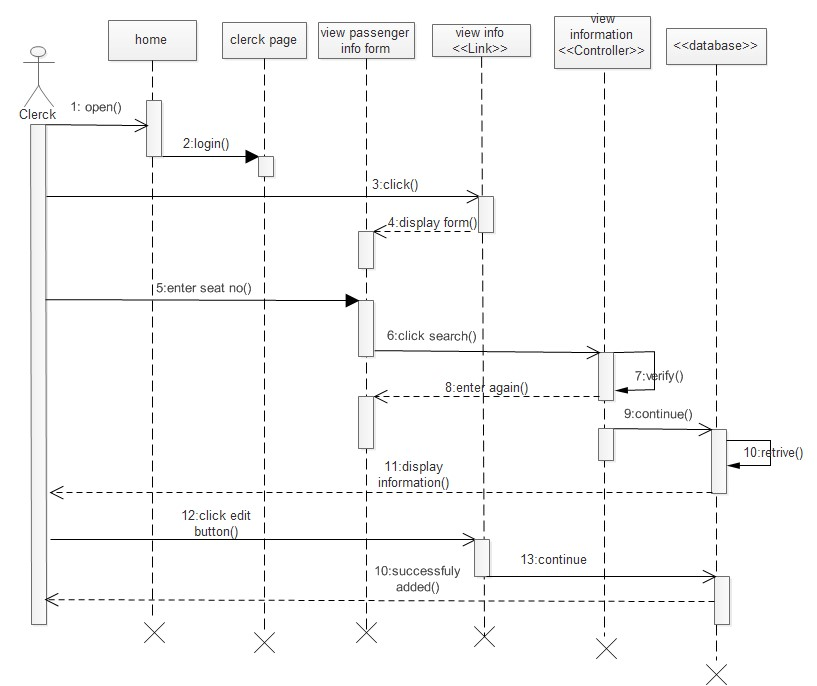 home
clerck page
view passenger
info form
view info
<<Link>>
view
information
<<Controller>>
<<database>>
Clerck
1: open()
2:login()
3:click()
4:display form()
5:enter seat no()
6:click search()
7:verify()
8:enter again()
9:continue()
10:retrive()
11:display
information()
12:click edit
button()
13:continue
10:successfuly
added()